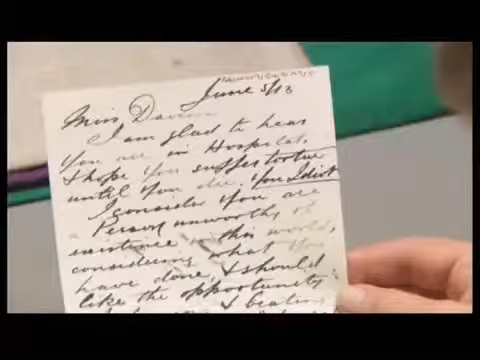 June 5/13
Miss Davison
I am glad to hear
you are in Hospital.
& hope you suffer torture
until you die. You Idiot
I consider you are
a Person unworthy of
existence in this world,
considering what you
have done. & should
like the opportunity
& beating